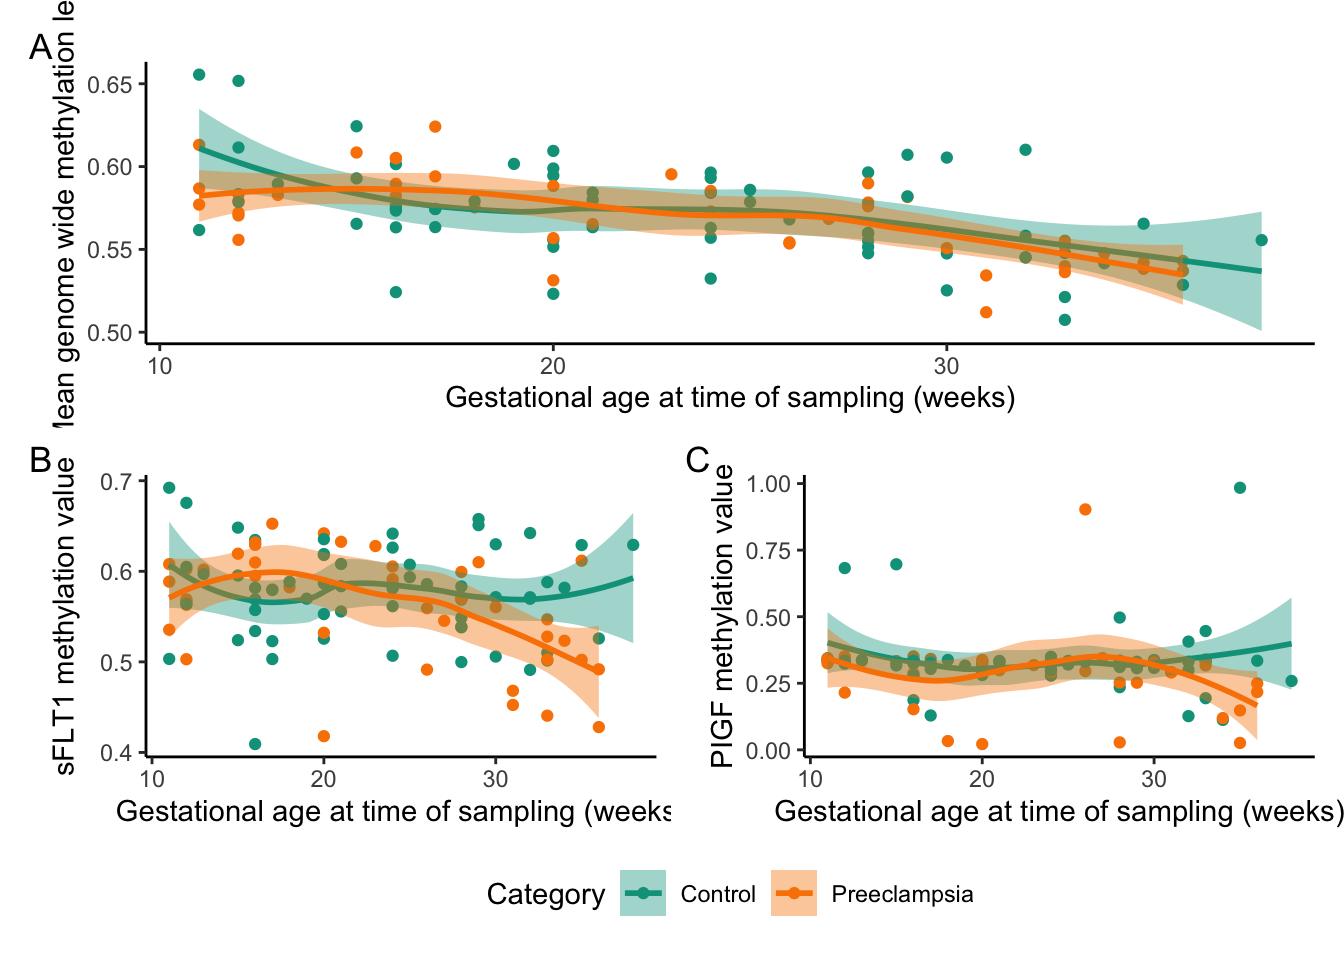 A
Mean genome wide methylation le
0.65
0.60
0.55
0.50
10 20 30
Gestational age at time of sampling (weeks)
B
sFLT1 methylation value
0.7
0.6
0.5
0.4
10 20 30
Gestational age at time of sampling (weeks
C
PlGF methylation value
1.00
0.75
0.50
0.25
0.00
10 20 30
Gestational age at time of sampling (weeks)
Category Control Preeclampsia